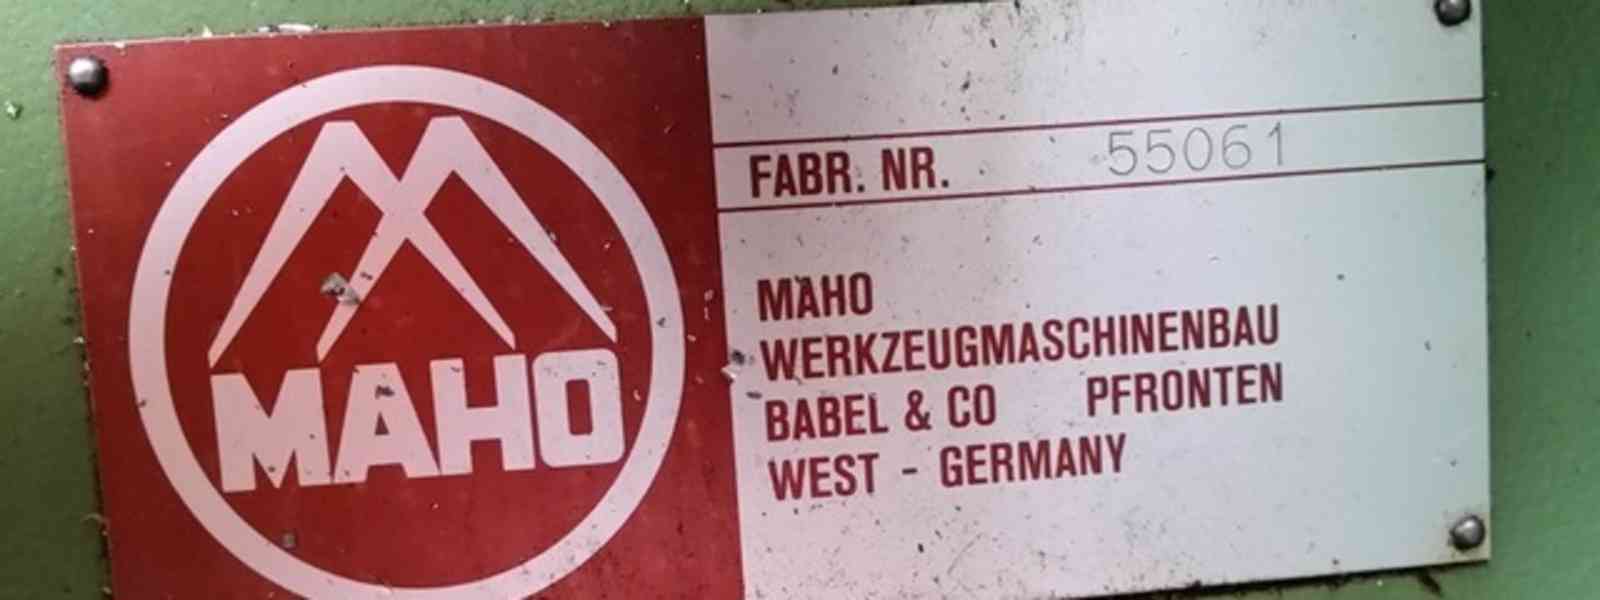 MAHO
FABR. NR. 55061
MAHO
WERKZEUGMASCHINENBAU
BABEL & CO PFRONTEN
WEST - GERMANY